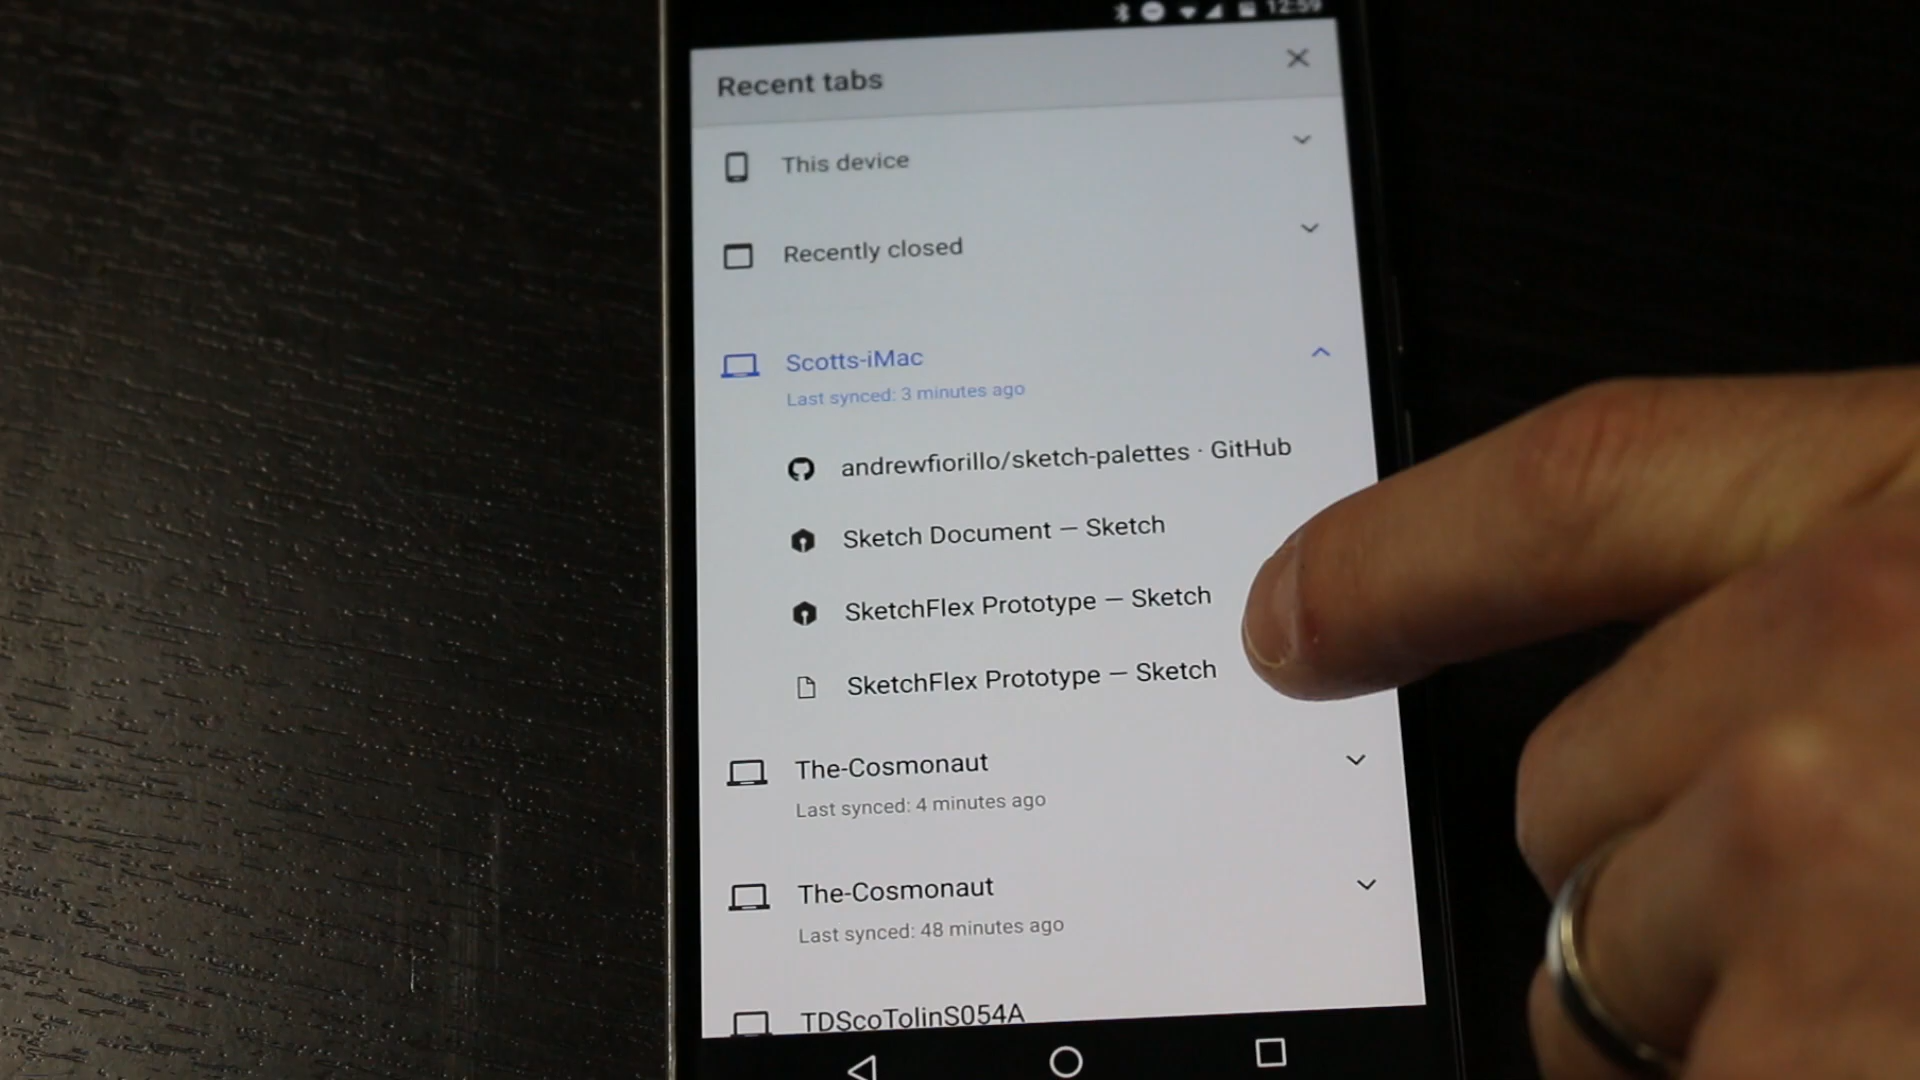 12:59
Recent tabs
This device
Recently closed
Scotts-iMac
Last synced: 3 minutes ago
andrewfiorillo/sketch-palettes · GitHub
Sketch Document — Sketch
SketchFlex Prototype — Sketch
SketchFlex Prototype — Sketch
The-Cosmonaut
Last synced: 4 minutes ago
The-Cosmonaut
Last synced: 48 minutes ago
TDScoTolinS054A